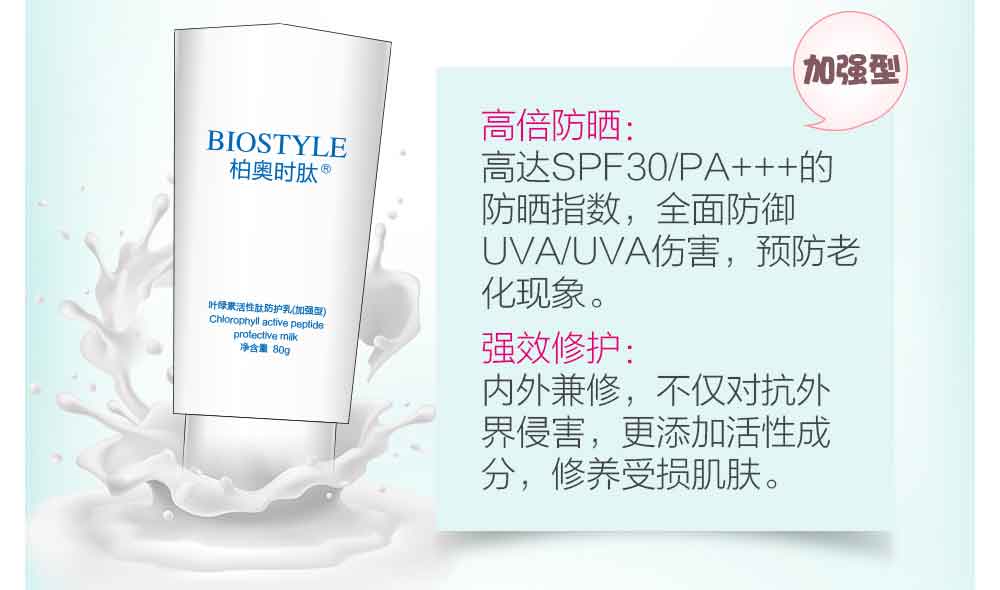 BIOSTYLE
柏奥时肽®
叶绿素活性肽防护乳(加强型)
Chlorophyll active peptide
protective milk
净含量 80g
加强型
高倍防晒:
高达SPF30/PA+++的
防晒指数，全面防御
UVA/UVA伤害，预防老
化现象。
强效修护:
内外兼修，不仅对抗外
界侵害，更添加活性成
分，修养受损肌肤。